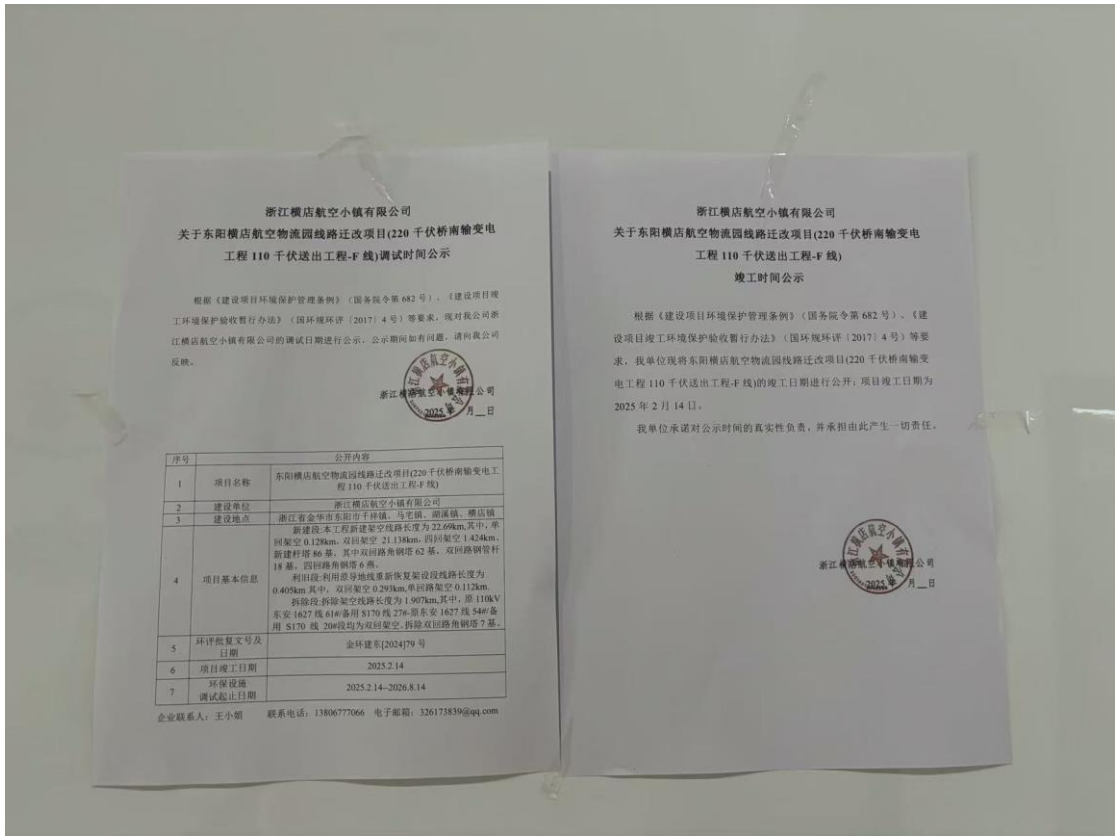 浙江横店航空小镇有限公司
关于东阳横店航空物流园线路迁改项目(220 千伏桥南输变电
工程 110 千伏送出工程-F 线)调试时间公示
根据《建设项目环境保护管理条例》（国务院令第 682 号）、《建设项目竣
工环境保护验收暂行办法》（国环规环评〔2017〕4 号）等要求，现对我公司浙
江横店航空小镇有限公司的调试日期进行公示，公示期间如有问题，请向我公司
反映。
浙江横店航空小镇有限公司
2025 年 月__日
序号 公开内容
1 项目名称 东阳横店航空物流园线路迁改项目(220千伏桥南输变电工
程 110 千伏送出工程-F 线)
2 建设单位 浙江横店航空小镇有限公司
3 建设地点 浙江省金华市东阳市千祥镇、马宅镇、湖溪镇、横店镇
4 项目基本信息 新建段:本工程新建架空线路长度为 22.69km,其中,单
回架空 0.128km，双回架空 21.138km，四回架空 1.424km，
新建杆塔 86 基，其中双回路角钢塔 62 基，双回路钢管杆
18 基，四回路角钢塔 6 基。
利旧段:利用原导地线重新恢复架设段线路长度为
0.405km 其中，双回架空 0.293km,单回路架空 0.112km.
拆除段:拆除架空线路长度为 1.907km,其中，原 110kV
东安 1627 线 61#/备用 S170 线 27#-原东安 1627 线 54#/备
用 S170 线 20#段均为双回架空,拆除双回路角钢塔 7 基。
5 环评批复文号及
日期 金环建东[2024]79 号
6 项目竣工日期 2025.2.14
7 环保设施
调试起止日期 2025.2.14--2026.8.14
企业联系人：王小娟 联系电话：13806777066 电子邮箱：326173839@qq.com
浙江横店航空小镇有限公司
关于东阳横店航空物流园线路迁改项目(220 千伏桥南输变电
工程 110 千伏送出工程-F 线)
竣工时间公示
根据《建设项目环境保护管理条例》（国务院令第 682 号）、《建
设项目竣工环境保护验收暂行办法》（国环规环评〔2017〕4 号）等要
求，我单位现将东阳横店航空物流园线路迁改项目(220 千伏桥南输变
电工程 110 千伏送出工程-F 线)的竣工日期进行公开：项目竣工日期为
2025 年 2 月 14 日。
我单位承诺对公示时间的真实性负责，并承担由此产生一切责任。
浙江横店航空小镇有限公司
2025 年 月__日